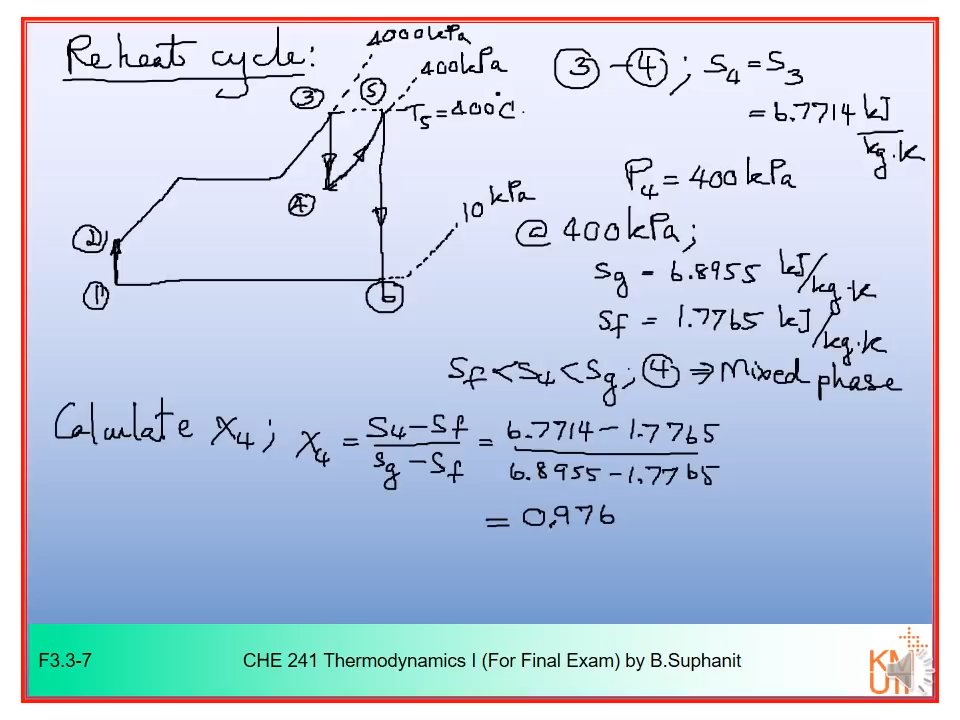 Reheat cycle:
4000kPa
400kPa
③ ⑤ T5 = 400°C
④
②
①
10 kPa
⑥
③ - ④ ; S4 = S3
= 6.7714 kJ/kg.K
P4 = 400 kPa
@ 400 kPa;
Sg = 6.8955 kJ/kg.K
Sf = 1.7765 kJ/kg.K
Sf < S4 < Sg ; ④ ⇒ Mixed phase
Calculate X4 ; X4 = (S4 - Sf)/(Sg - Sf) = (6.7714 - 1.7765)/(6.8955 - 1.7765)
= 0.976
F3.3-7
CHE 241 Thermodynamics I (For Final Exam) by B.Suphanit